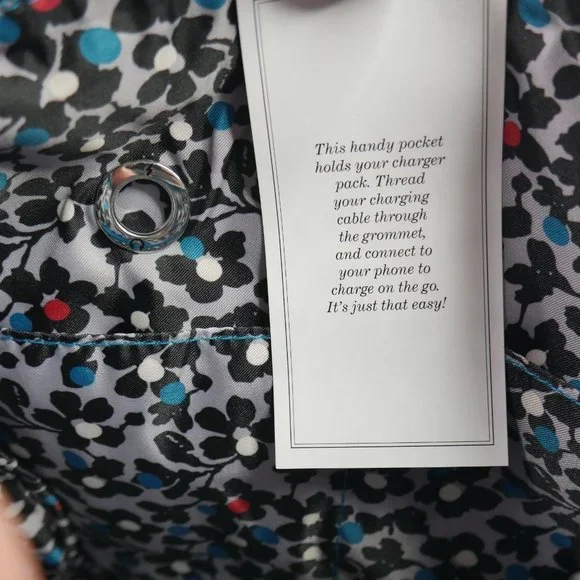 This handy pocket
holds your charger
pack. Thread
your charging
cable through
the grommet,
and connect to
your phone to
charge on the go.
It's just that easy!